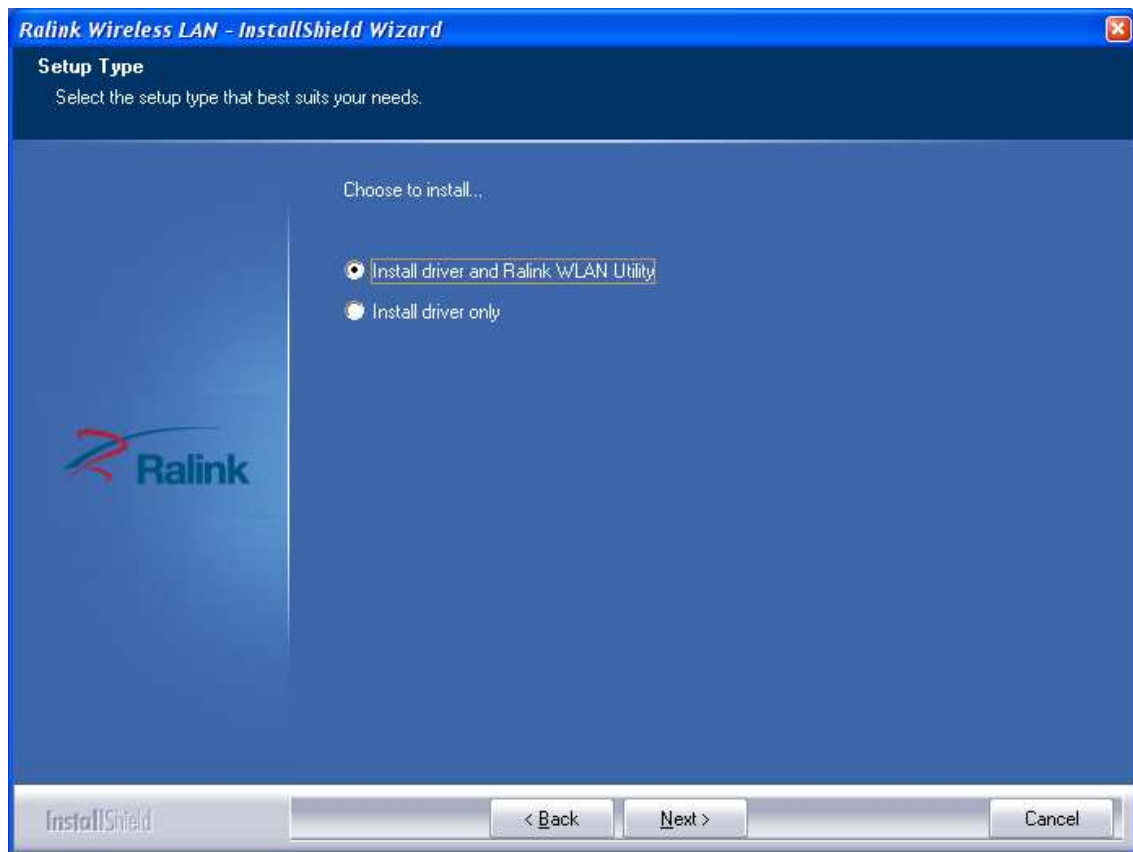 Ralink Wireless LAN - InstallShield Wizard
Setup Type
Select the setup type that best suits your needs.
Choose to install...
Install driver and Ralink WLAN Utility
Install driver only
Ralink
InstallShield
< Back
Next >
Cancel